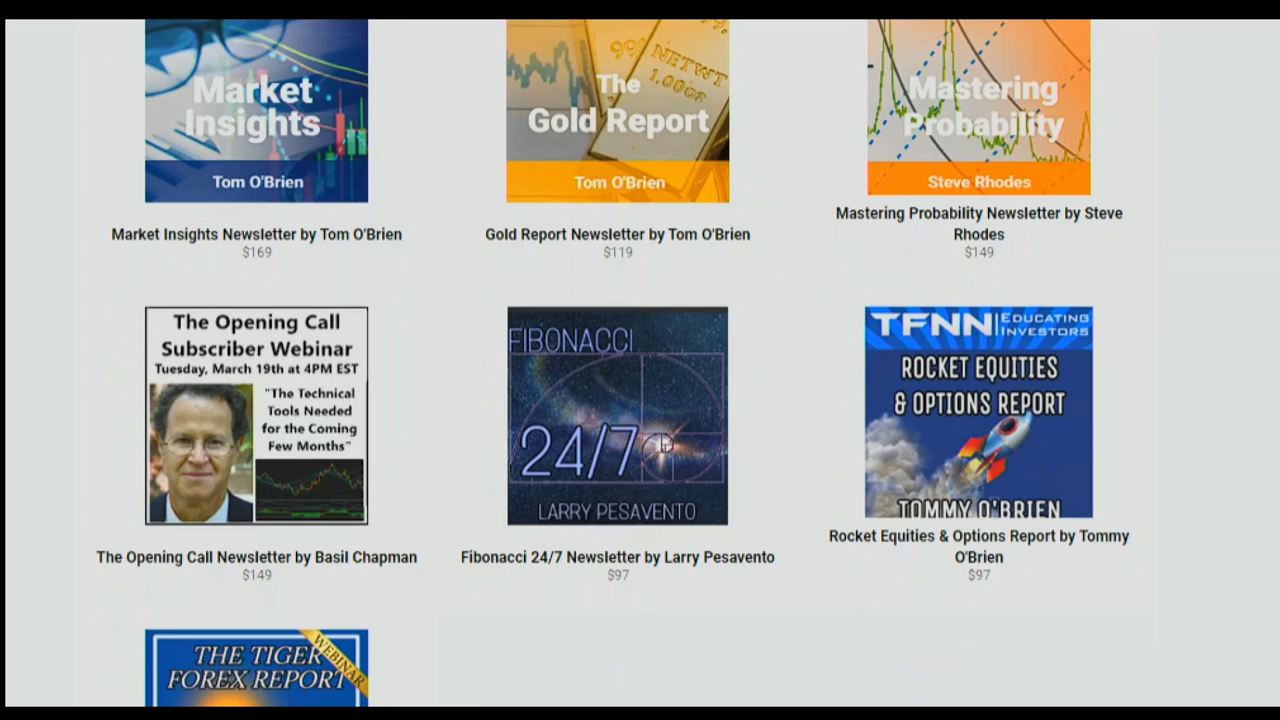 Market
Insights
Tom O'Brien
Market Insights Newsletter by Tom O'Brien
$169
999.
NETWT
1.000z
The
Gold Report
Tom O'Brien
Gold Report Newsletter by Tom O'Brien
$119
Mastering
Probability
Steve Rhodes
Mastering Probability Newsletter by Steve
Rhodes
$149
The Opening Call
Subscriber Webinar
Tuesday, March 19th at 4PM EST
"The Technical
Tools Needed
for the Coming
Few Months"
The Opening Call Newsletter by Basil Chapman
$149
FIBONACCI
24/7
LARRY PESAVENTO
Fibonacci 24/7 Newsletter by Larry Pesavento
$97
TFNN EDUCATING
INVESTORS
ROCKET EQUITIES
& OPTIONS REPORT
TOMMY O'BRIEN
Rocket Equities & Options Report by Tommy
O'Brien
$97
THE TIGER
FOREX REPORT
WEBINAR